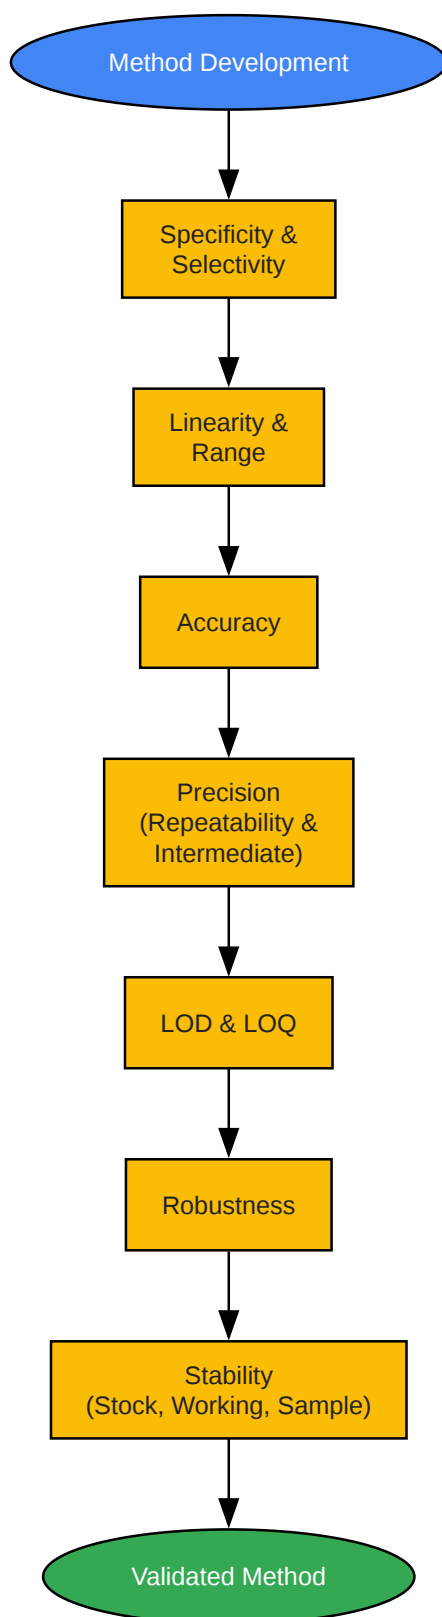 Method Development
Specificity &
Selectivity
Linearity &
Range
Accuracy
Precision
(Repeatability &
Intermediate)
LOD & LOQ
Robustness
Stability
(Stock, Working, Sample)
Validated Method